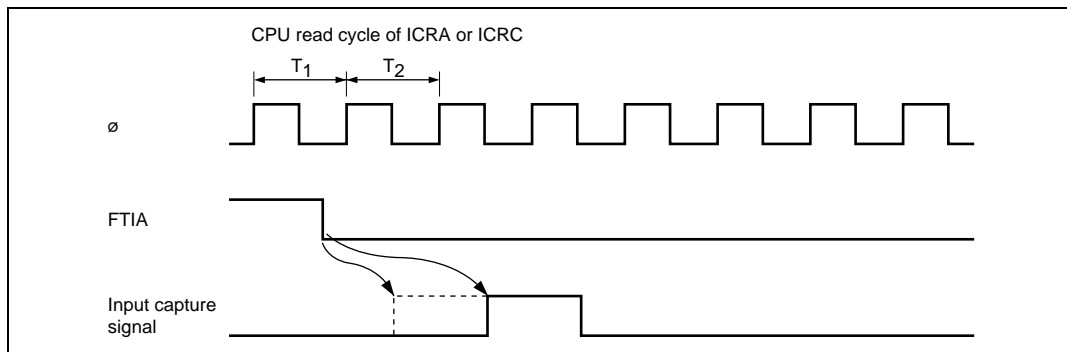 CPU read cycle of ICRA or ICRC
T1 T2
ø
FTIA
Input capture
signal